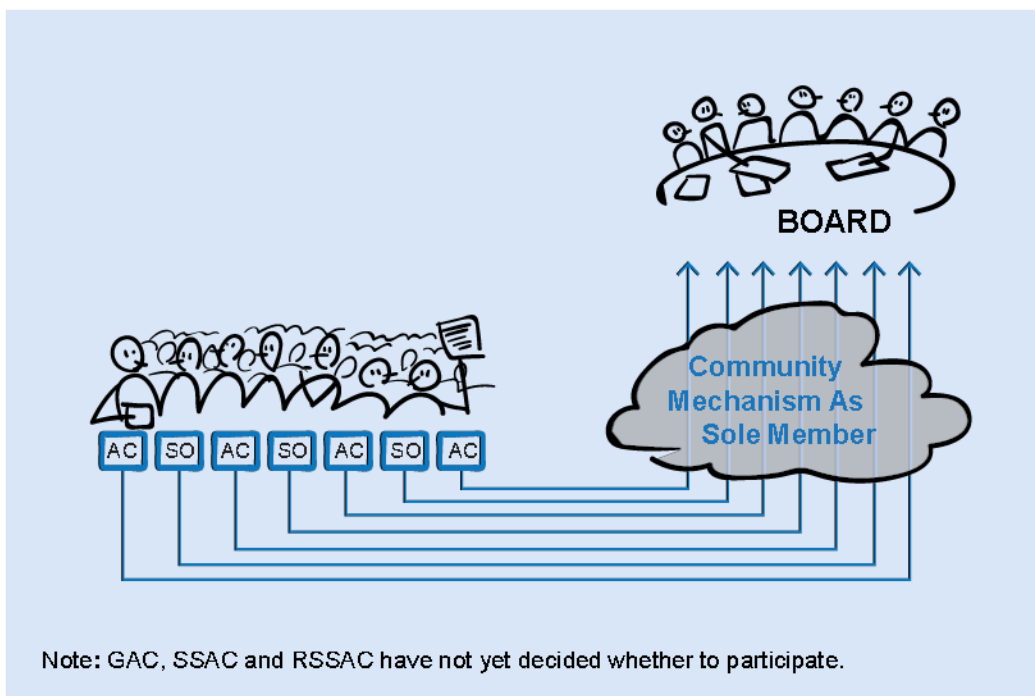 BOARD
Community
Mechanism As
Sole Member
AC SO AC SO AC SO AC
Note: GAC, SSAC and RSSAC have not yet decided whether to participate.